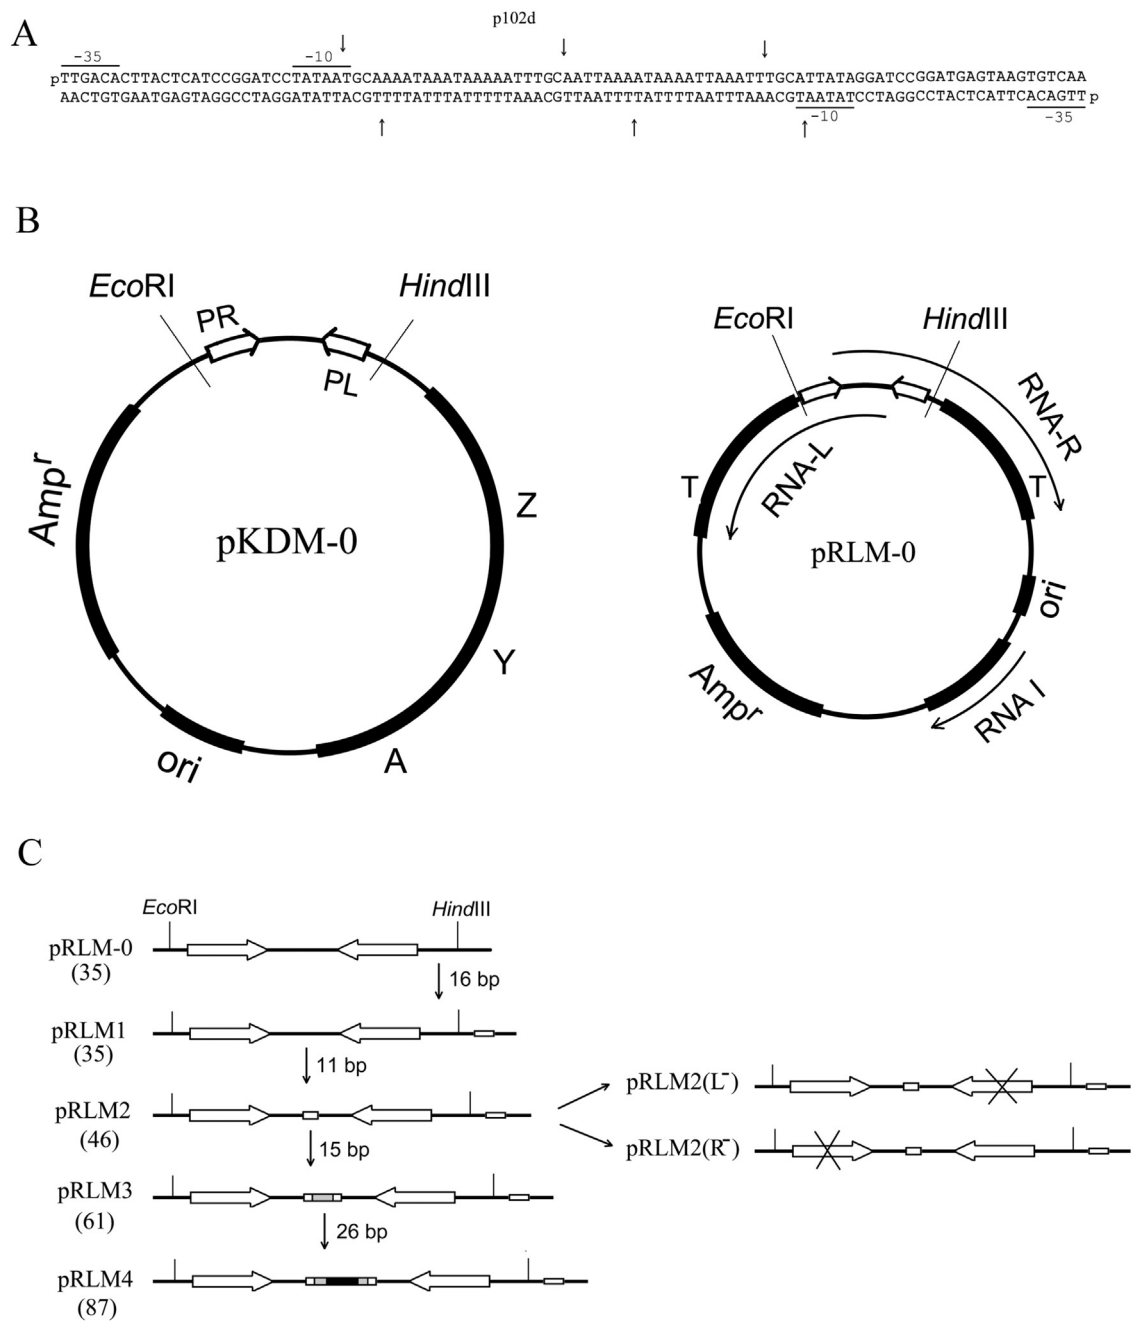 A
p102d
-35
-10
pTTGACACTTACTCATCCGGATCCTATAATGCAAAATAAATAAAAATTTGCAATTAAAATAAAATTAAATTTGCATTATAGGATCCGGATGAGTAAGTGTCAA
AACTGTGAATGAGTAGGCCTAGGATATTACGTTTTATTTATTTTTAAACGTTAATTTTATTTTAATTTAAACGTAATATCCTAGGCCTACTCATTCACAGTTp
-10
-35
B
EcoRI
HindIII
PR
PL
Ampr
Z
pKDM-0
Y
A
ori
EcoRI
HindIII
RNA-R
RNA-L
T
T
pRLM-0
ori
Ampr
RNA I
C
EcoRI
HindIII
pRLM-0
(35)
16 bp
pRLM1
(35)
11 bp
pRLM2
(46)
pRLM2(L-)
pRLM2(R-)
15 bp
pRLM3
(61)
26 bp
pRLM4
(87)